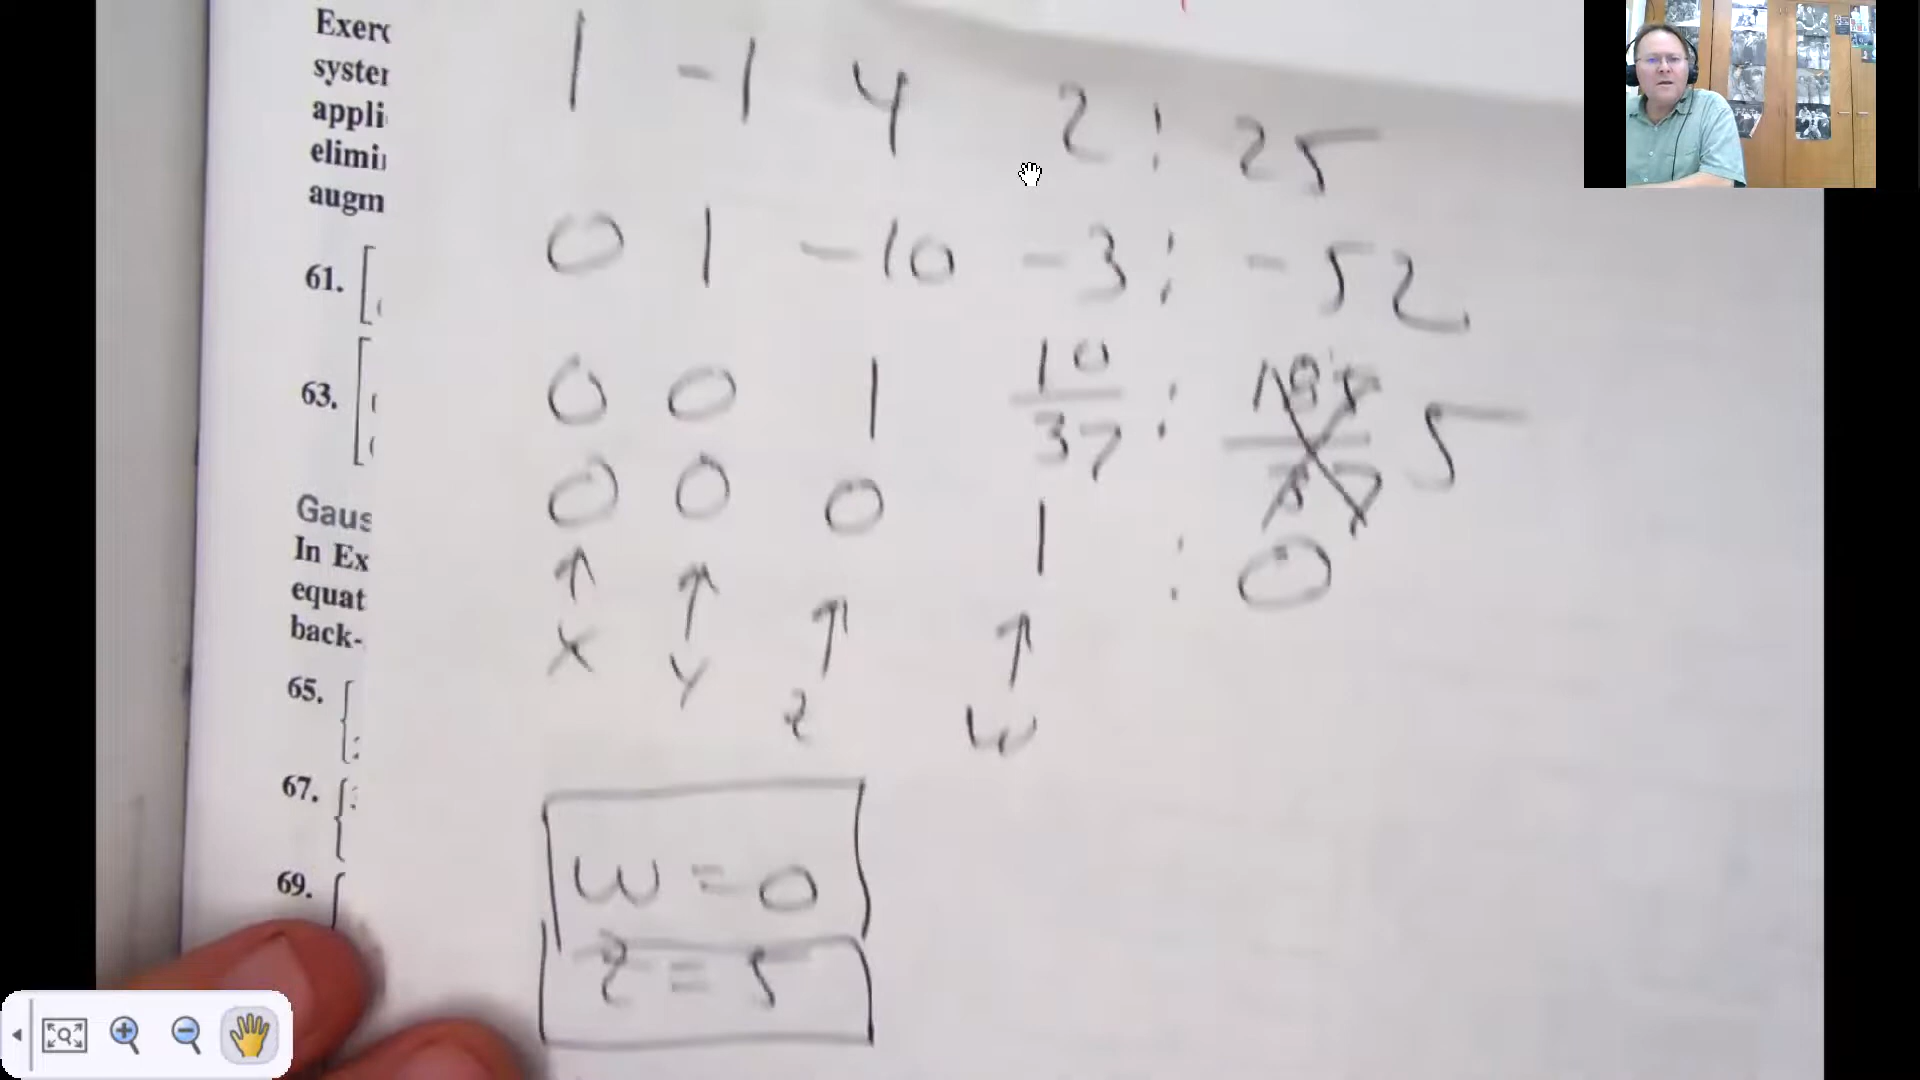 Exerc
system
appli
elimi
augm
61.
63.
Gaus
In Ex
equat
back-
65.
67.
69.
1 -1 4 2 ⋮ 25
0 1 -10 -3 ⋮ -52
0 0 1 10/37 ⋮ 5
0 0 0 1 ⋮ 0
↑ ↑ ↑ ↑
x y z w
w = 0
z = 5